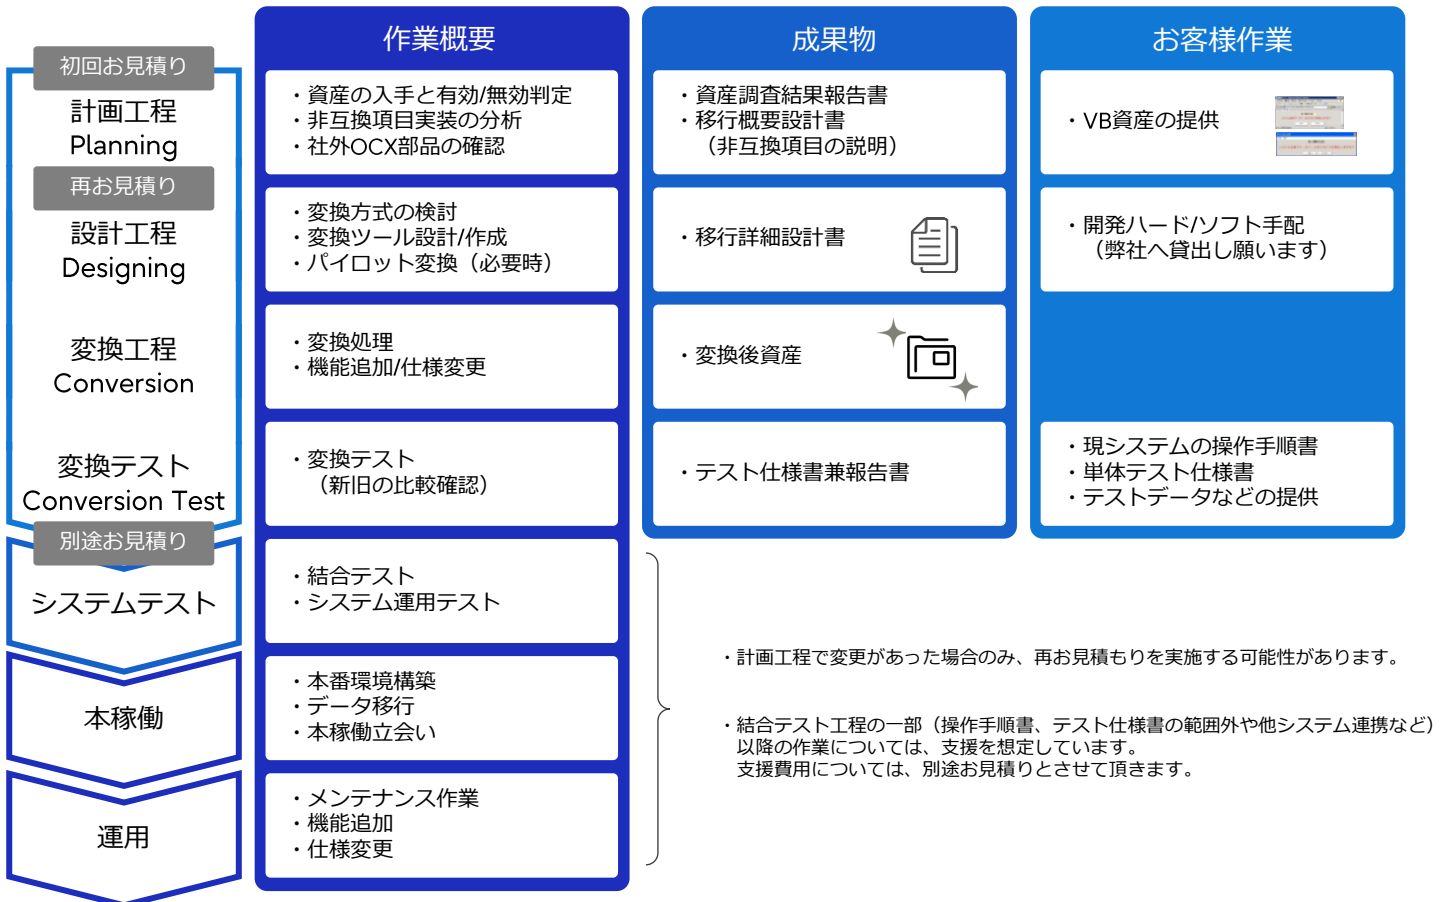 作業概要
成果物
お客様作業
初回お見積り
計画工程
Planning
・資産の入手と有効/無効判定
・非互換項目実装の分析
・社外OCX部品の確認
・資産調査結果報告書
・移行概要設計書
（非互換項目の説明）
・VB資産の提供
再お見積り
設計工程
Designing
・変換方式の検討
・変換ツール設計/作成
・パイロット変換（必要時）
・移行詳細設計書
・開発ハード/ソフト手配
（弊社へ貸出し願います）
変換工程
Conversion
・変換処理
・機能追加/仕様変更
・変換後資産
変換テスト
Conversion Test
・変換テスト
（新旧の比較確認）
・テスト仕様書兼報告書
・現システムの操作手順書
・単体テスト仕様書
・テストデータなどの提供
別途お見積り
システムテスト
・結合テスト
・システム運用テスト
本稼働
・本番環境構築
・データ移行
・本稼働立会い
運用
・メンテナンス作業
・機能追加
・仕様変更
・計画工程で変更があった場合のみ、再お見積もりを実施する可能性があります。
・結合テスト工程の一部（操作手順書、テスト仕様書の範囲外や他システム連携など）
以降の作業については、支援を想定しています。
支援費用については、別途お見積りとさせて頂きます。